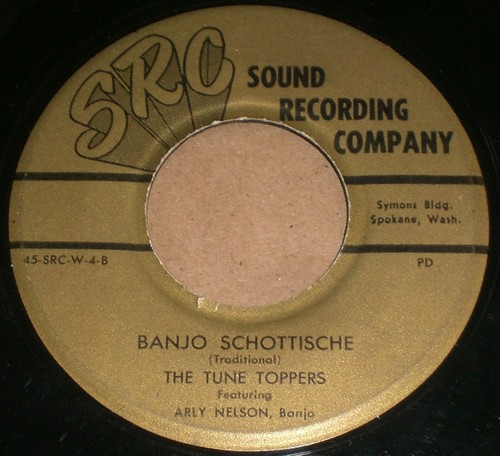 SRC
SOUND
RECORDING
COMPANY
Symons Bldg.
Spokane, Wash.
45-SRC-W-4-B
PD
BANJO SCHOTTISCHE
(Traditional)
THE TUNE TOPPERS
Featuring
ARLY NELSON, Banjo